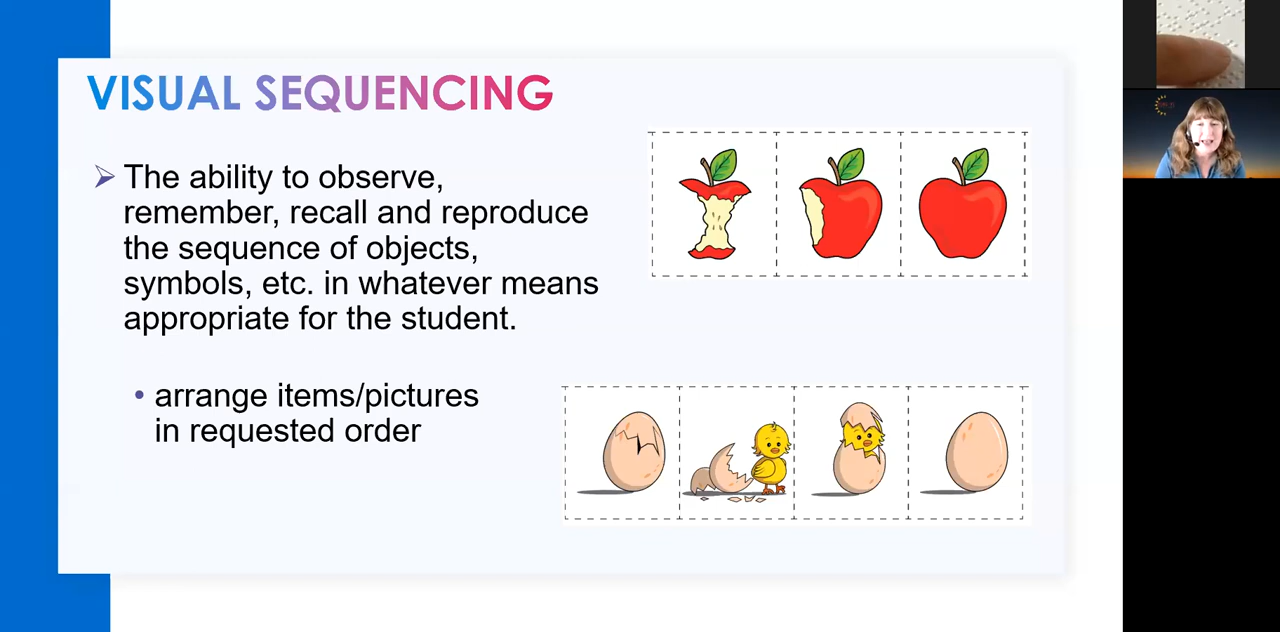 VISUAL SEQUENCING
The ability to observe,
remember, recall and reproduce
the sequence of objects,
symbols, etc. in whatever means
appropriate for the student.
• arrange items/pictures
in requested order